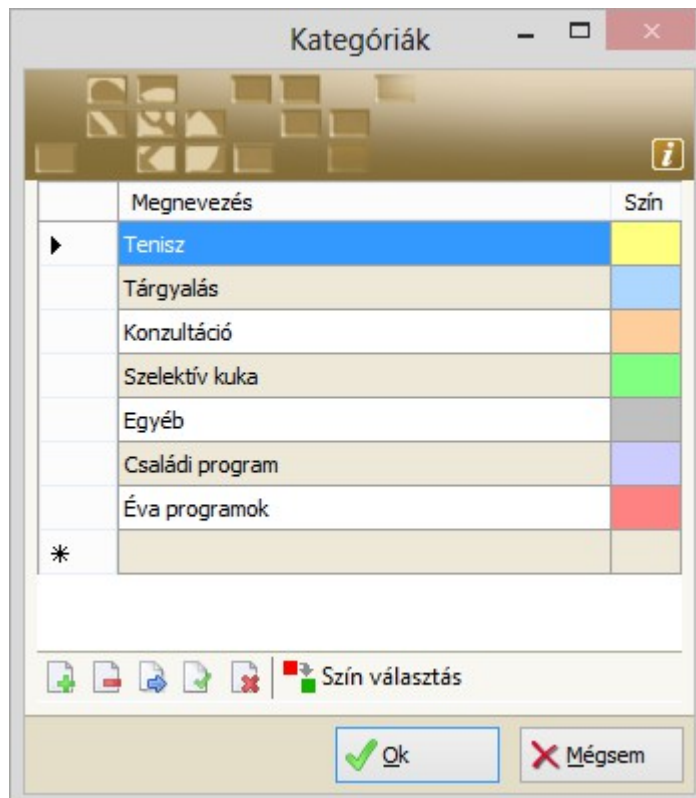 Kategóriák
Megnevezés Szín
Tenisz
Tárgyalás
Konzultáció
Szelektív kuka
Egyéb
Családi program
Éva programok
Szín választás
Ok Mégsem